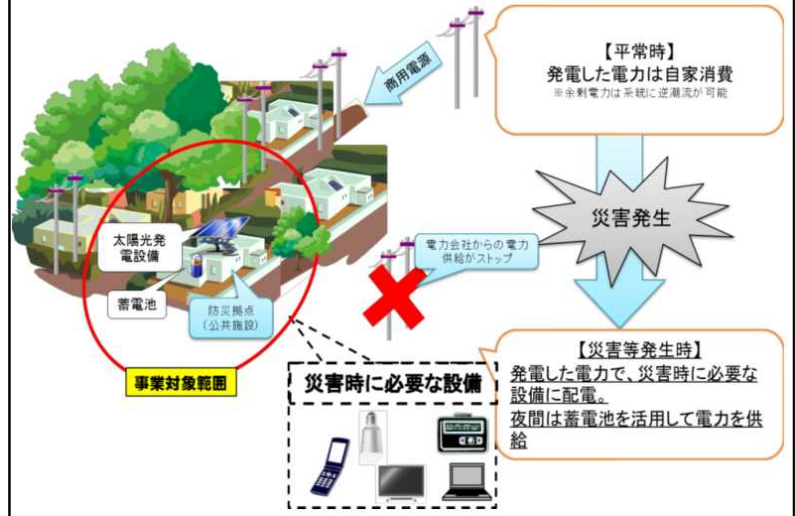 商用電源
【平常時】
発電した電力は自家消費
※余剰電力は系統に逆潮流が可能
災害発生
太陽光発
電設備
蓄電池
防災拠点
(公共施設)
電力会社からの電力
供給がストップ
事業対象範囲
災害時に必要な設備
【災害等発生時】
発電した電力で、災害時に必要な
設備に配電。
夜間は蓄電池を活用して電力を供
給